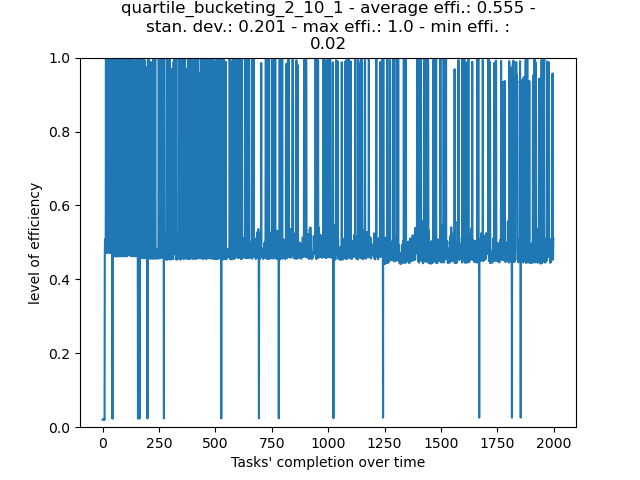 quartile_bucketing_2_10_1 - average effi.: 0.555 -
stan. dev.: 0.201 - max effi.: 1.0 - min effi. :
0.02
1.0
0.8
0.6
0.4
0.2
0.0
level of efficiency
0 250 500 750 1000 1250 1500 1750 2000
Tasks' completion over time